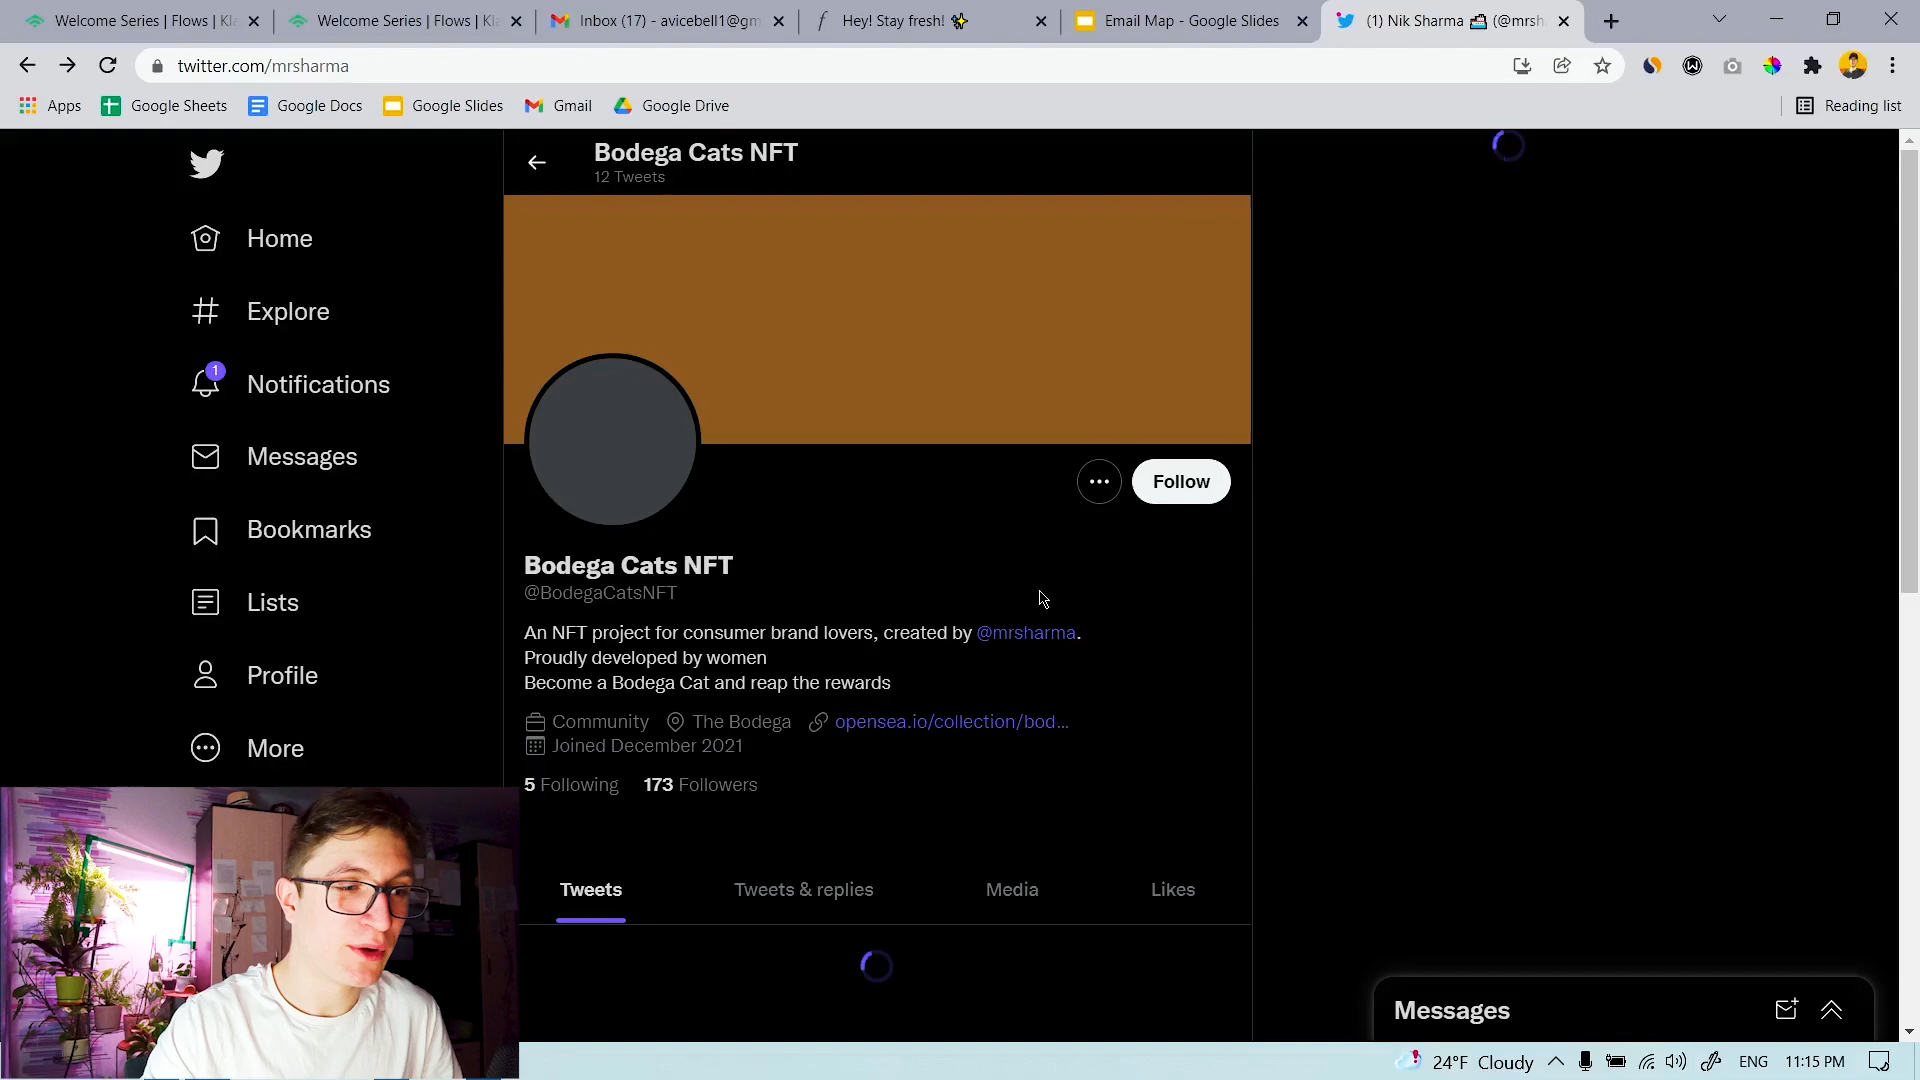 Welcome Series | Flows | Kla
Welcome Series | Flows | Kla
Inbox (17) - avicebell1@gm
Hey! Stay fresh! ✨
Email Map - Google Slides
(1) Nik Sharma (@mrsh
twitter.com/mrsharma
Apps
Google Sheets
Google Docs
Google Slides
Gmail
Google Drive
Reading list
Bodega Cats NFT
12 Tweets
Home
Explore
1
Notifications
Messages
Bookmarks
Lists
Profile
More
Follow
Bodega Cats NFT
@BodegaCatsNFT
An NFT project for consumer brand lovers, created by @mrsharma.
Proudly developed by women
Become a Bodega Cat and reap the rewards
Community The Bodega opensea.io/collection/bod...
Joined December 2021
5 Following 173 Followers
Tweets
Tweets & replies
Media
Likes
Messages
24°F Cloudy
ENG
11:15 PM